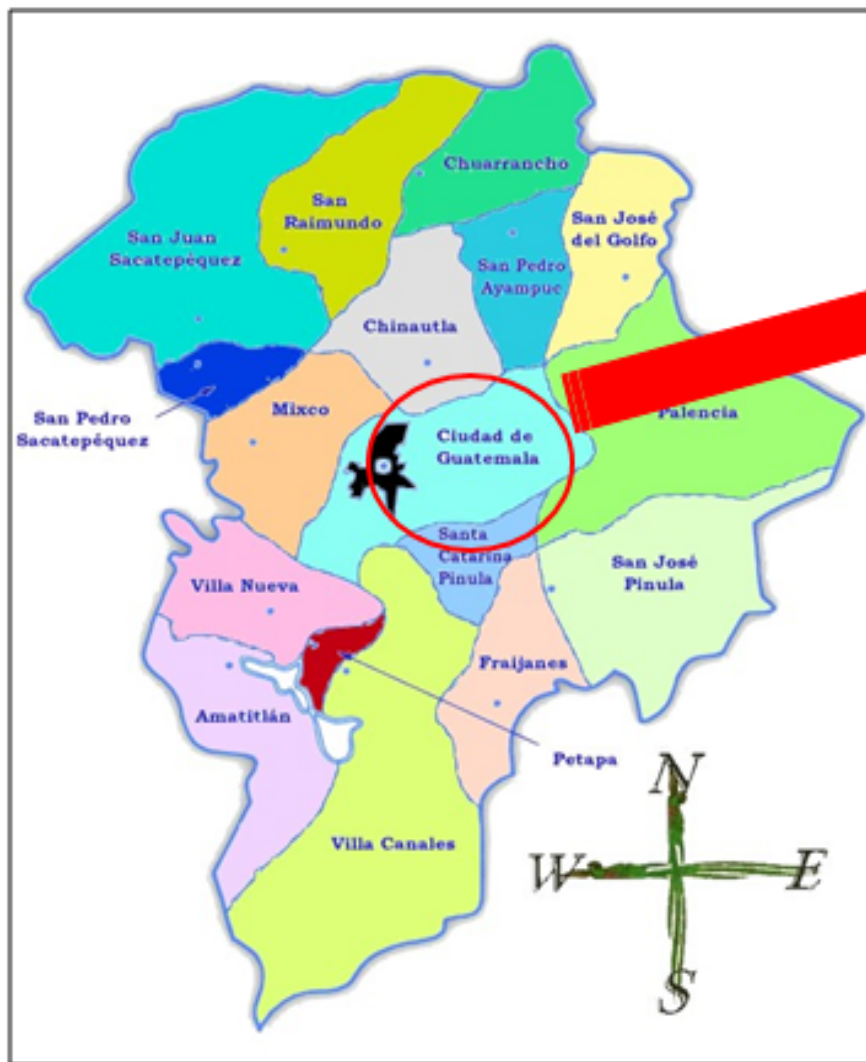 Chuarrancho
San
Raimundo
San José
del Golfo
San Juan
Sacatepéquez
San Pedro
Ayampuc
Chinautla
San Pedro
Sacatepéquez
Mixco
Palencia
Ciudad de
Guatemala
Santa
Catarina
Pinula
San José
Pinula
Villa Nueva
Fraijanes
Amatitlán
Petapa
Villa Canales
N
W
E
S